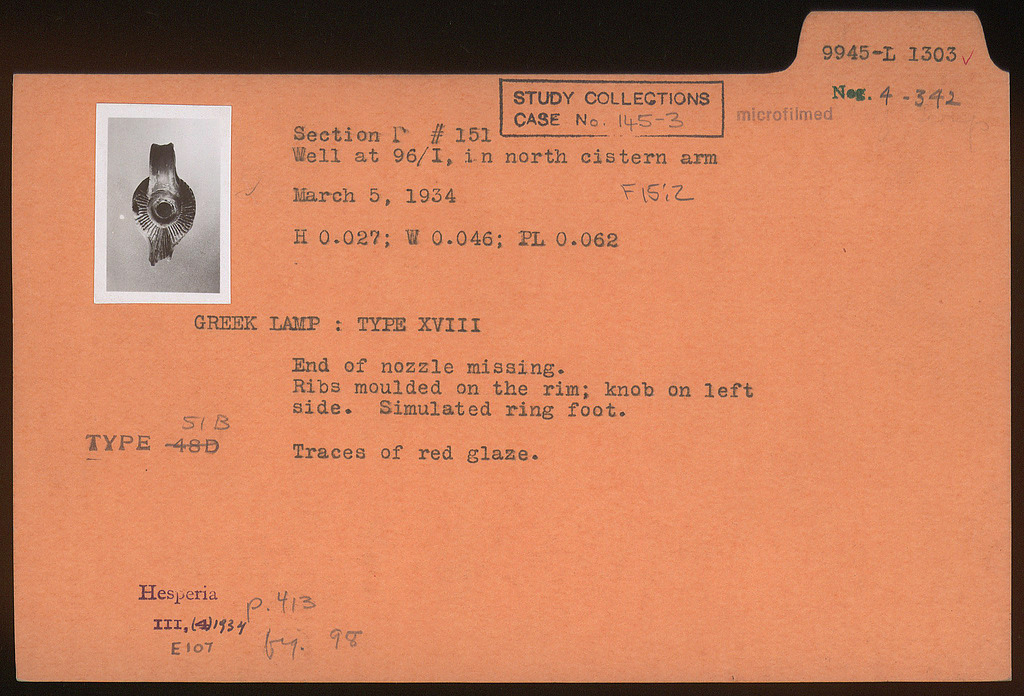 9945-L 1303 ✓
Neg. 4-342
microfilmed
STUDY COLLECTIONS
CASE No. 145-3
Section # 151
Well at 96/I, in north cistern arm
March 5, 1934
F 15:2
H 0.027; W 0.046; PL 0.062
GREEK LAMP : TYPE XVIII
End of nozzle missing.
Ribs moulded on the rim; knob on left
side. Simulated ring foot.
51 B
TYPE 48D
Traces of red glaze.
Hesperia p. 413
III, (4) 1934 fig. 98
E107